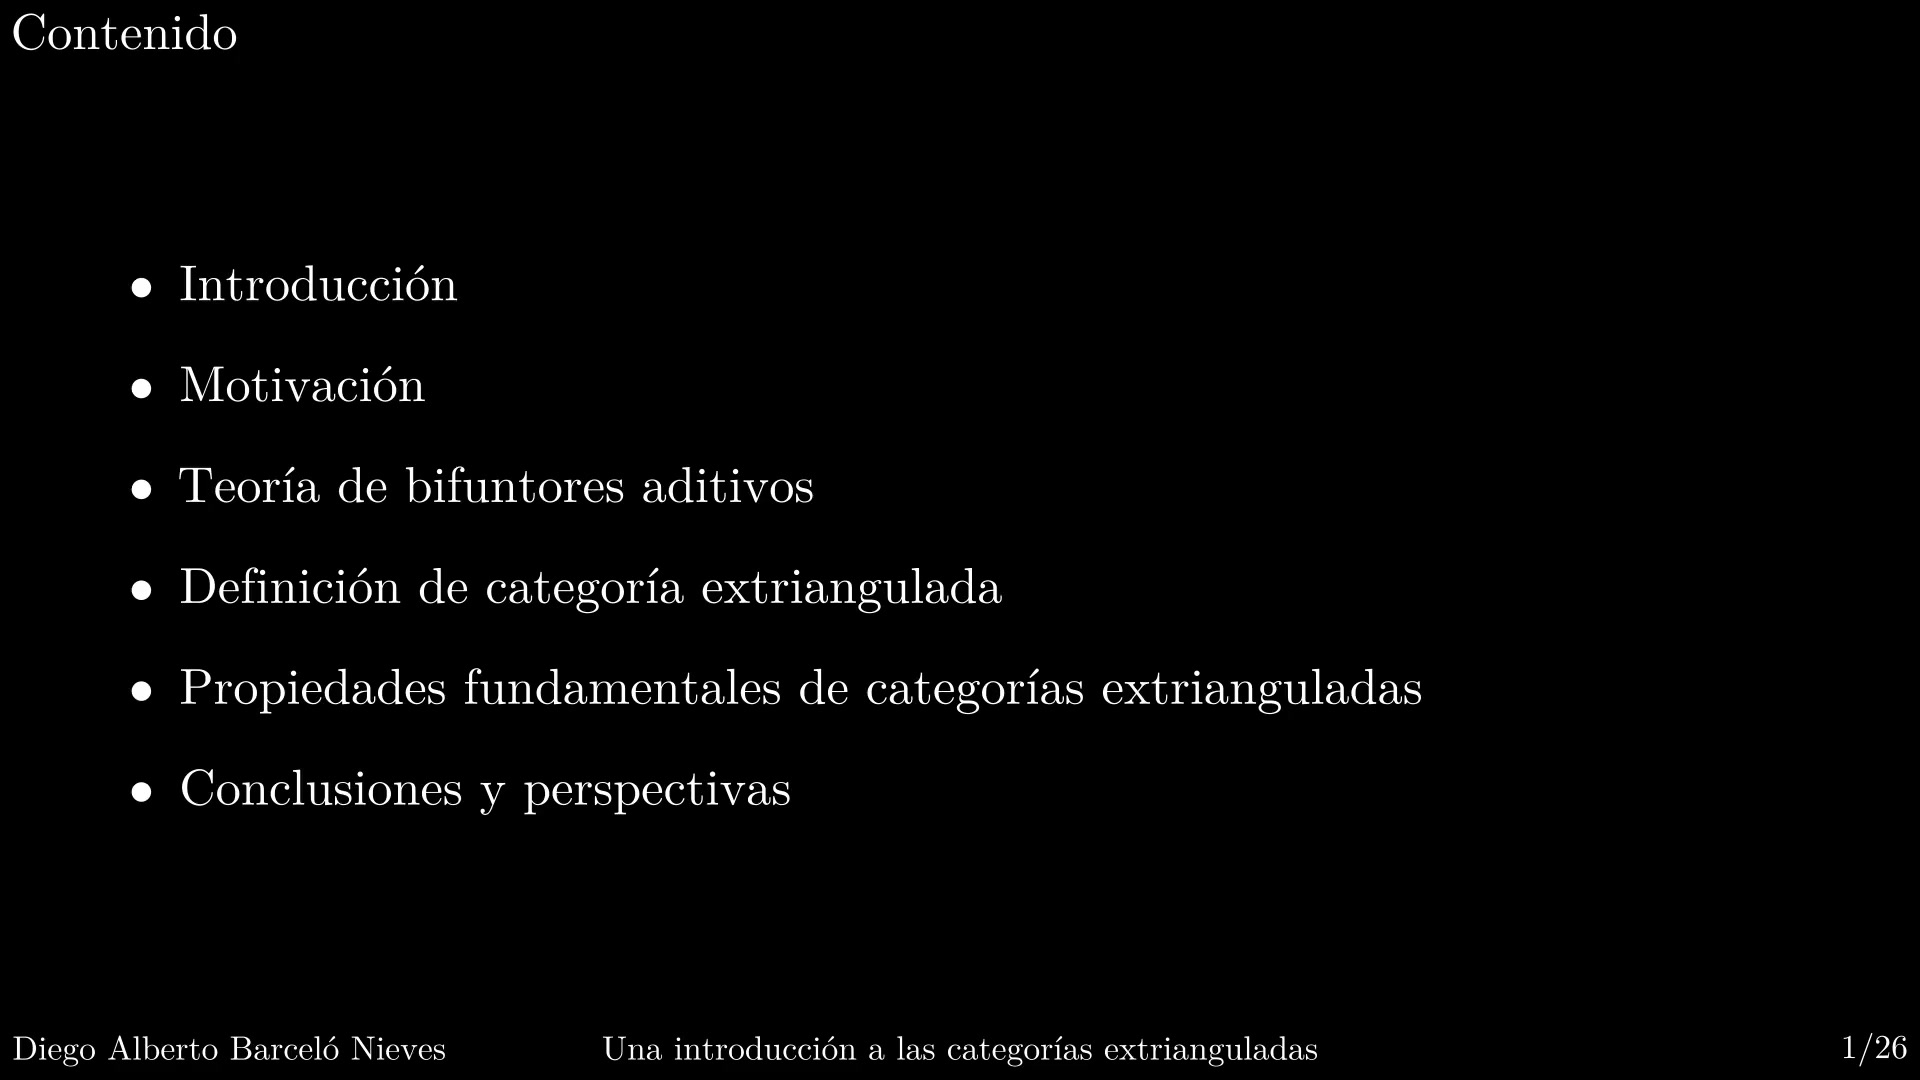 Contenido
• Introducción
• Motivación
• Teoría de bifuntores aditivos
• Definición de categoría extriangulada
• Propiedades fundamentales de categorías extrianguladas
• Conclusiones y perspectivas
Diego Alberto Barceló Nieves
Una introducción a las categorías extrianguladas
1/26